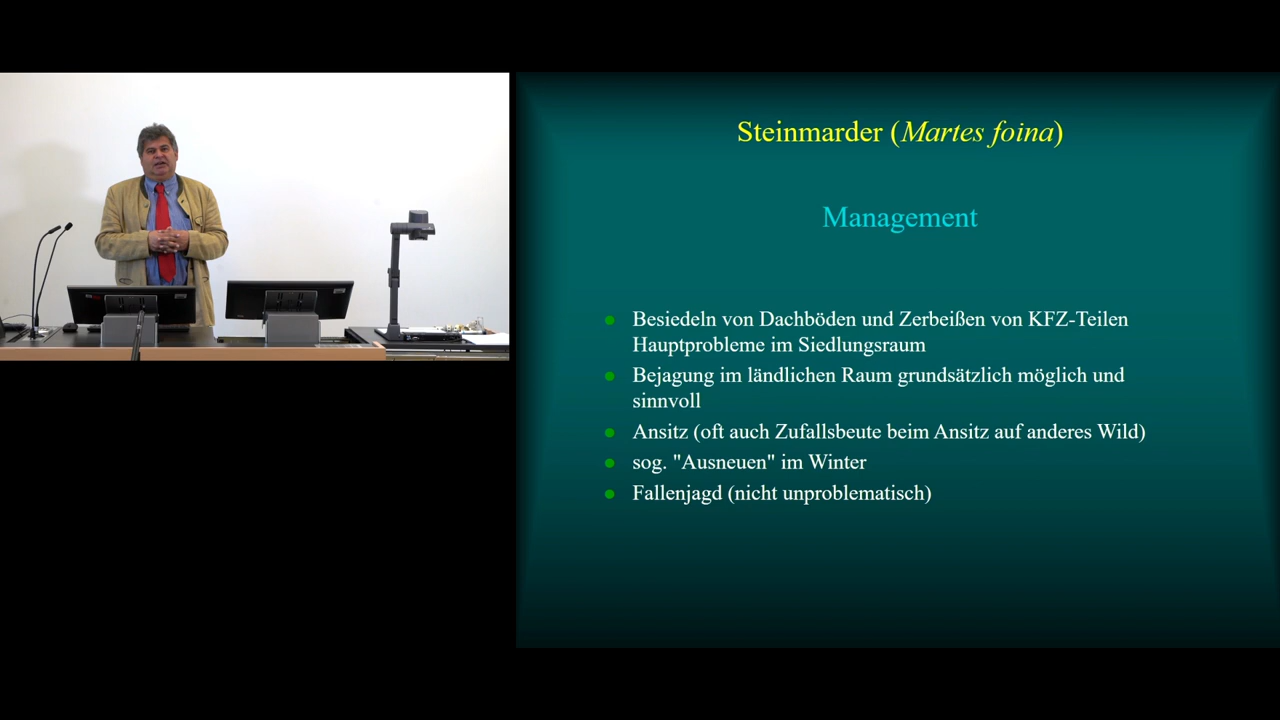 Steinmarder (Martes foina)
Management
Besiedeln von Dachböden und Zerbeißen von KFZ-Teilen
Hauptprobleme im Siedlungsraum
Bejagung im ländlichen Raum grundsätzlich möglich und
sinnvoll
Ansitz (oft auch Zufallsbeute beim Ansitz auf anderes Wild)
sog. "Ausneuen" im Winter
Fallenjagd (nicht unproblematisch)